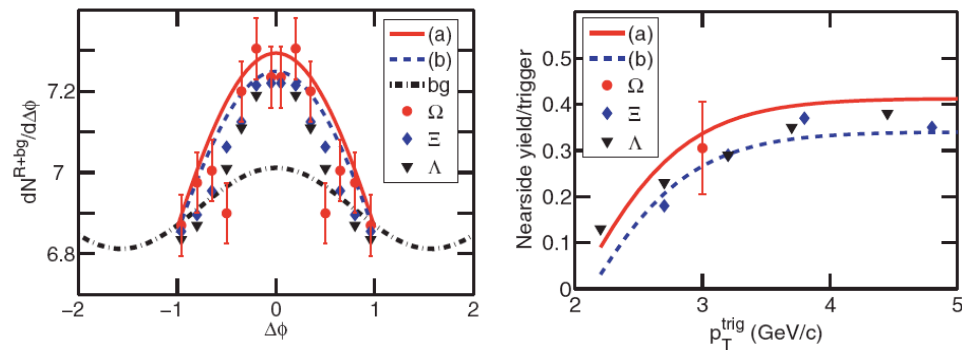 dN^{R+bg}/dΔϕ
7.2
7
6.8
−2
−1
0
1
2
Δϕ
(a)
(b)
bg
Ω
Ξ
Λ
Nearside yield/trigger
0.5
0.4
0.3
0.2
0.1
0
2
3
4
5
p_T^{trig} (GeV/c)
(a)
(b)
Ω
Ξ
Λ